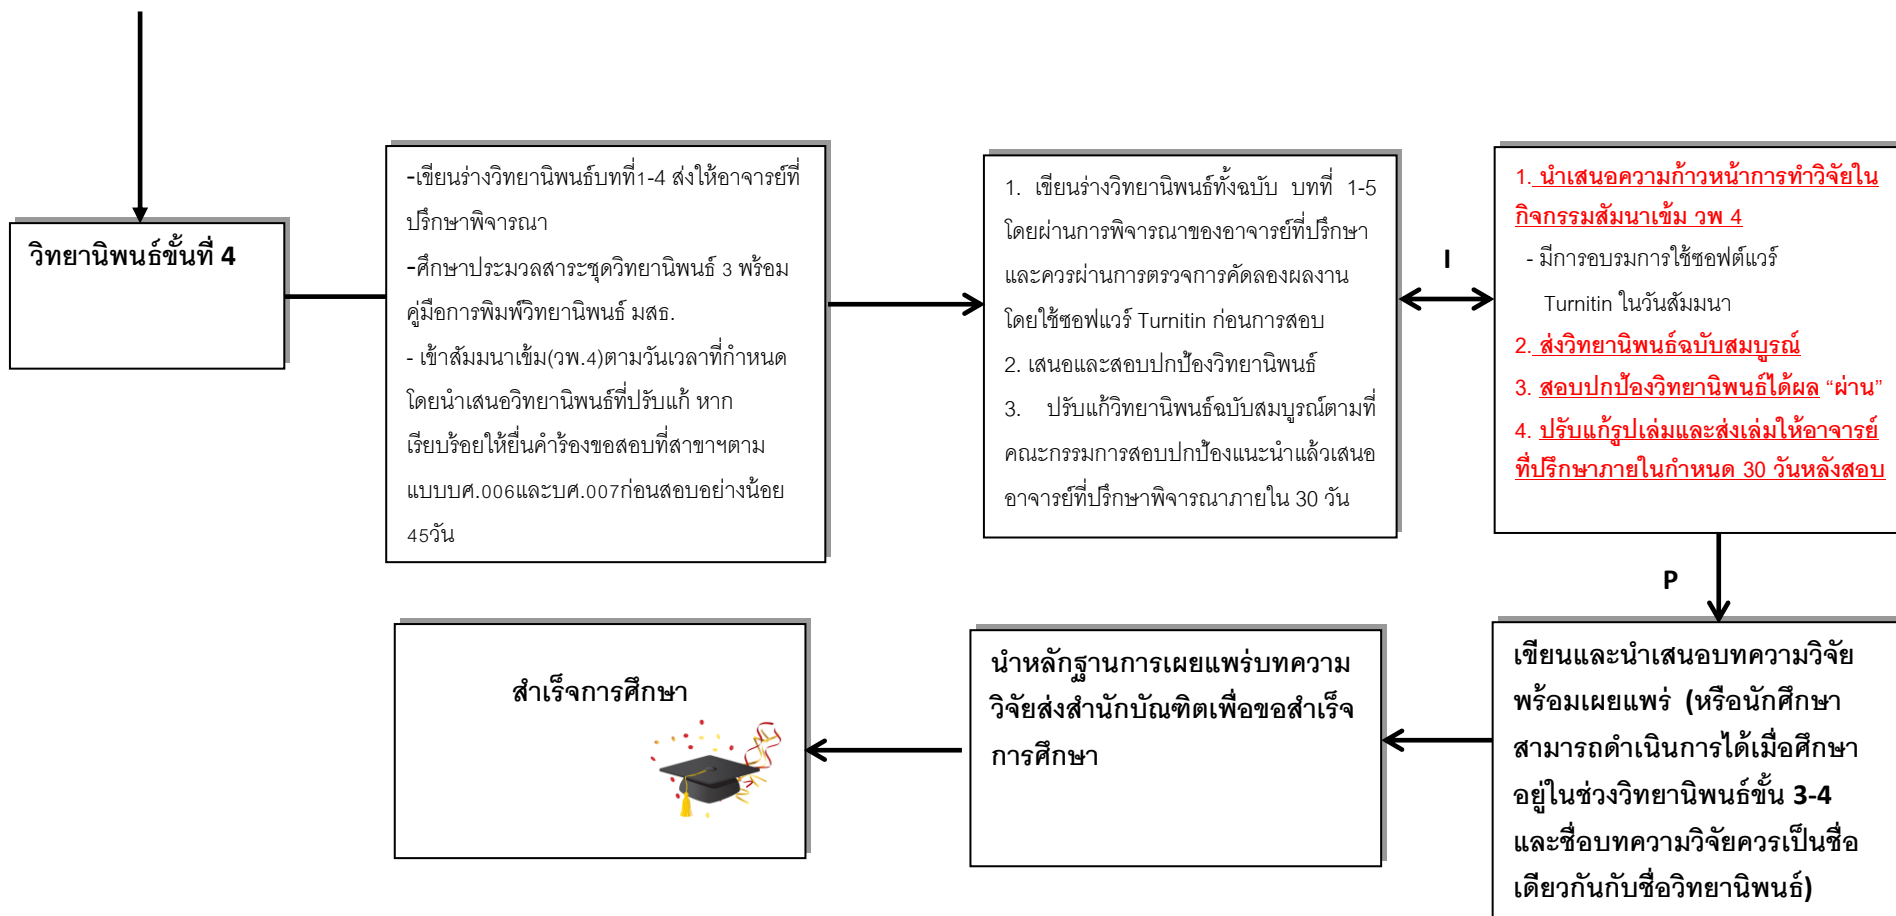 วิทยานิพนธ์ขั้นที่ 4
-เขียนร่างวิทยานิพนธ์บทที่1-4 ส่งให้อาจารย์ที่
ปรึกษาพิจารณา
-ศึกษาประมวลสาระชุดวิทยานิพนธ์ 3 พร้อม
คู่มือการพิมพ์วิทยานิพนธ์ มสธ.
- เข้าสัมมนาเข้ม(วพ.4)ตามวันเวลาที่กำหนด
โดยนำเสนอวิทยานิพนธ์ที่ปรับแก้ หาก
เรียบร้อยให้ยื่นคำร้องขอสอบที่สาขาฯตาม
แบบบศ.006และบศ.007ก่อนสอบอย่างน้อย
45วัน
1. เขียนร่างวิทยานิพนธ์ทั้งฉบับ บทที่ 1-5
โดยผ่านการพิจารณาของอาจารย์ที่ปรึกษา
และควรผ่านการตรวจการคัดลองผลงาน
โดยใช้ซอฟแวร์ Turnitin ก่อนการสอบ
2. เสนอและสอบปกป้องวิทยานิพนธ์
3. ปรับแก้วิทยานิพนธ์ฉบับสมบูรณ์ตามที่
คณะกรรมการสอบปกป้องแนะนำแล้วเสนอ
อาจารย์ที่ปรึกษาพิจารณาภายใน 30 วัน
I
1. นำเสนอความก้าวหน้าการทำวิจัยใน
กิจกรรมสัมนาเข้ม วพ 4
- มีการอบรมการใช้ซอฟต์แวร์
Turnitin ในวันสัมมนา
2. ส่งวิทยานิพนธ์ฉบับสมบูรณ์
3. สอบปกป้องวิทยานิพนธ์ได้ผล “ผ่าน”
4. ปรับแก้รูปเล่มและส่งเล่มให้อาจารย์
ที่ปรึกษาภายในกำหนด 30 วันหลังสอบ
P
เขียนและนำเสนอบทความวิจัย
พร้อมเผยแพร่ (หรือนักศึกษา
สามารถดำเนินการได้เมื่อศึกษา
อยู่ในช่วงวิทยานิพนธ์ขั้น 3-4
และชื่อบทความวิจัยควรเป็นชื่อ
เดียวกันกับชื่อวิทยานิพนธ์)
นำหลักฐานการเผยแพร่บทความ
วิจัยส่งสำนักบัณฑิตเพื่อขอสำเร็จ
การศึกษา
สำเร็จการศึกษา